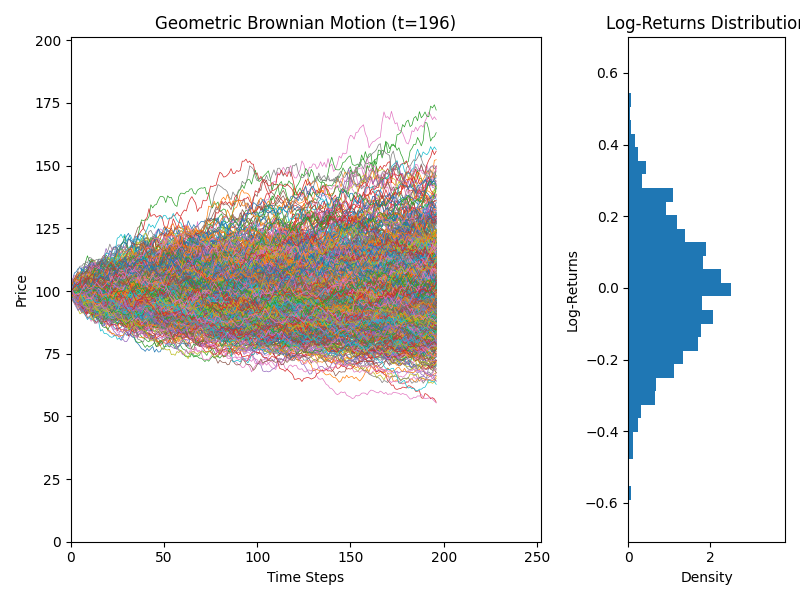 Geometric Brownian Motion (t=196)
200
175
150
125
100
75
50
25
0
Price
0 50 100 150 200 250
Time Steps
Log-Returns Distribution
0.6
0.4
0.2
0.0
−0.2
−0.4
−0.6
Log-Returns
0 2
Density